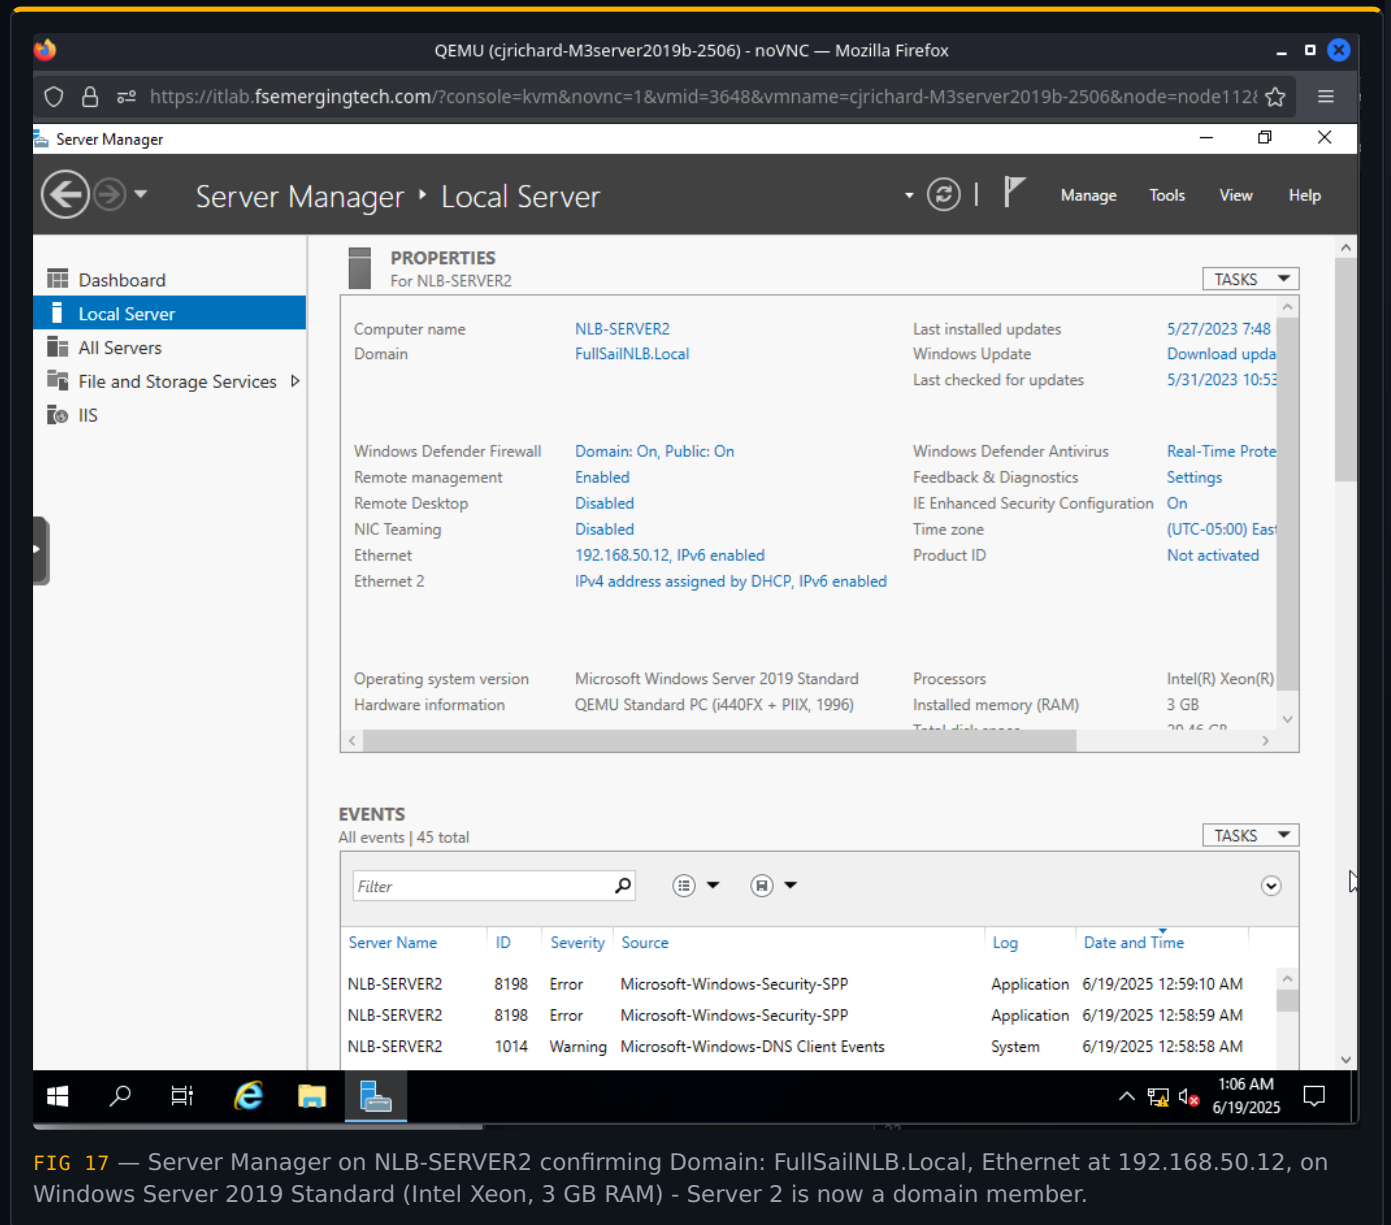 QEMU (cjrichard-M3server2019b-2506) - noVNC — Mozilla Firefox
https://itlab.fsemergingtech.com/?console=kvm&novnc=1&vmid=3648&vmname=cjrichard-M3server2019b-2506&node=node112&
Server Manager
Server Manager ‣ Local Server
Manage Tools View Help
Dashboard
Local Server
All Servers
File and Storage Services
IIS
PROPERTIES
For NLB-SERVER2
TASKS
Computer name NLB-SERVER2 Last installed updates 5/27/2023 7:48
Domain FullSailNLB.Local Windows Update Download upda
Last checked for updates 5/31/2023 10:53
Windows Defender Firewall Domain: On, Public: On Windows Defender Antivirus Real-Time Prote
Remote management Enabled Feedback & Diagnostics Settings
Remote Desktop Disabled IE Enhanced Security Configuration On
NIC Teaming Disabled Time zone (UTC-05:00) East
Ethernet 192.168.50.12, IPv6 enabled Product ID Not activated
Ethernet 2 IPv4 address assigned by DHCP, IPv6 enabled
Operating system version Microsoft Windows Server 2019 Standard Processors Intel(R) Xeon(R)
Hardware information QEMU Standard PC (i440FX + PIIX, 1996) Installed memory (RAM) 3 GB
Total disk space
EVENTS
All events | 45 total
TASKS
Filter
Server Name ID Severity Source Log Date and Time
NLB-SERVER2 8198 Error Microsoft-Windows-Security-SPP Application 6/19/2025 12:59:10 AM
NLB-SERVER2 8198 Error Microsoft-Windows-Security-SPP Application 6/19/2025 12:58:59 AM
NLB-SERVER2 1014 Warning Microsoft-Windows-DNS Client Events System 6/19/2025 12:58:58 AM
1:06 AM
6/19/2025
FIG 17 — Server Manager on NLB-SERVER2 confirming Domain: FullSailNLB.Local, Ethernet at 192.168.50.12, on
Windows Server 2019 Standard (Intel Xeon, 3 GB RAM) - Server 2 is now a domain member.